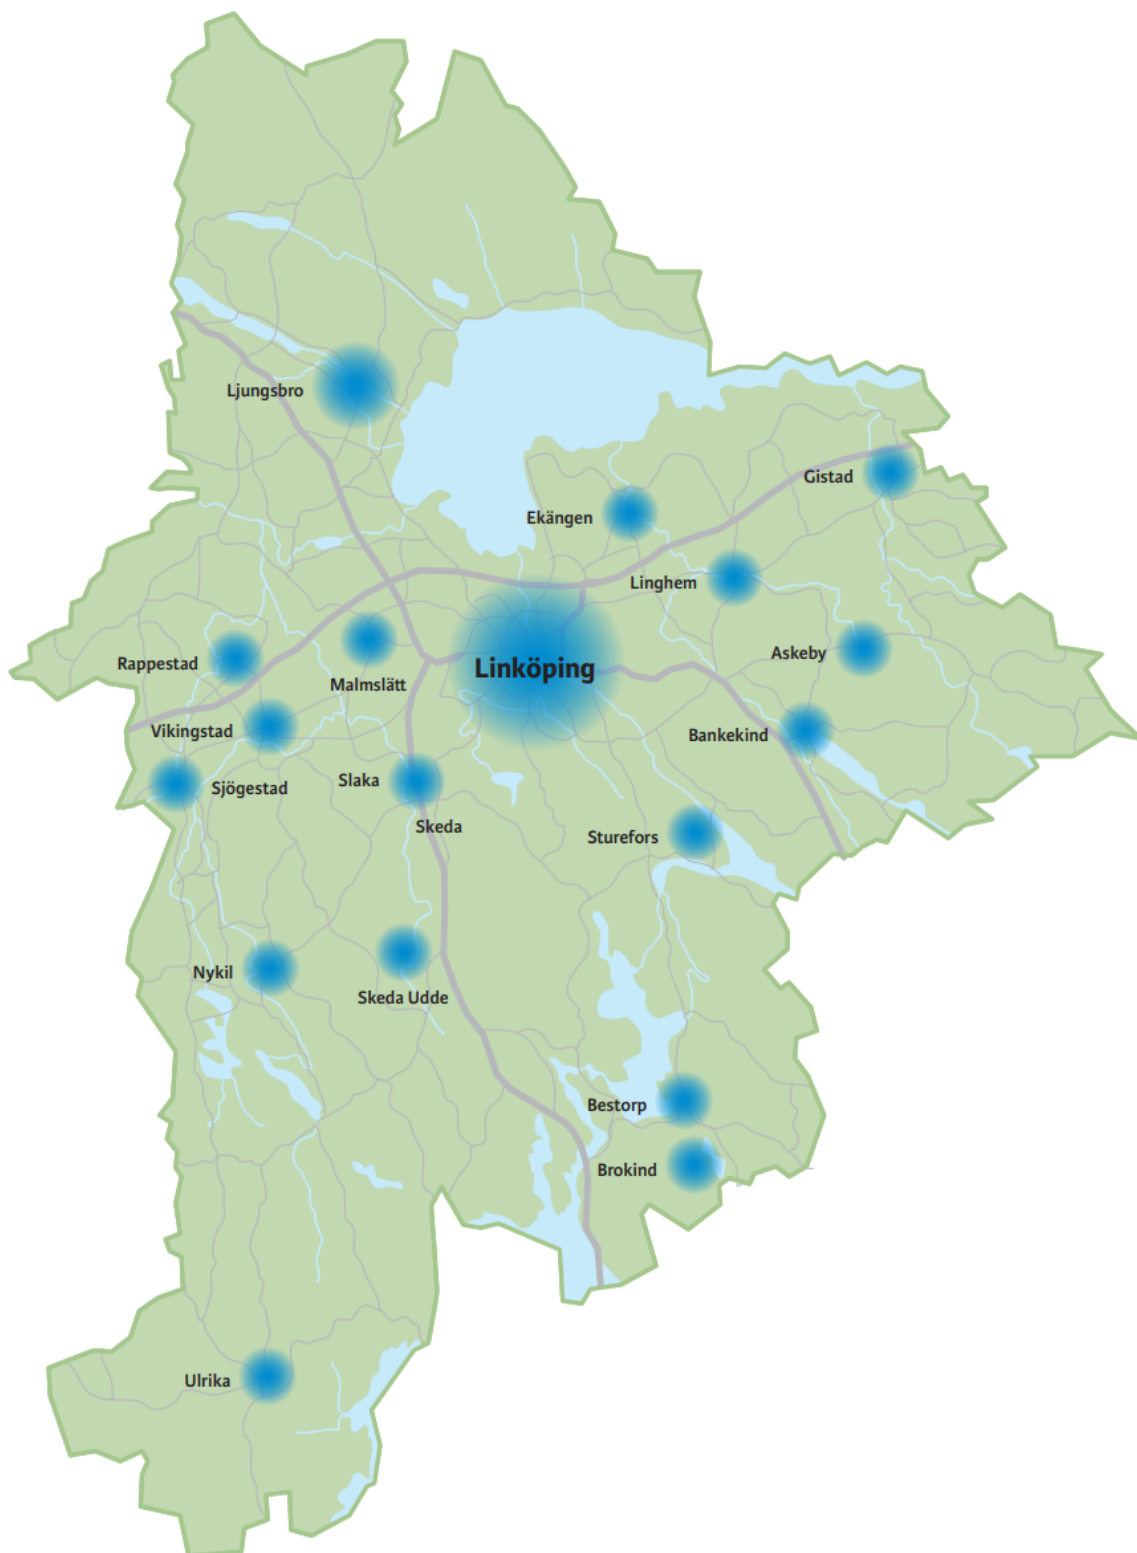 Ljungsbro
Gistad
Ekängen
Linghem
Askeby
Rappestad
Linköping
Malmslätt
Vikingstad
Bankekind
Slaka
Sjögestad
Skeda
Sturefors
Nykil
Skeda Udde
Bestorp
Brokind
Ulrika